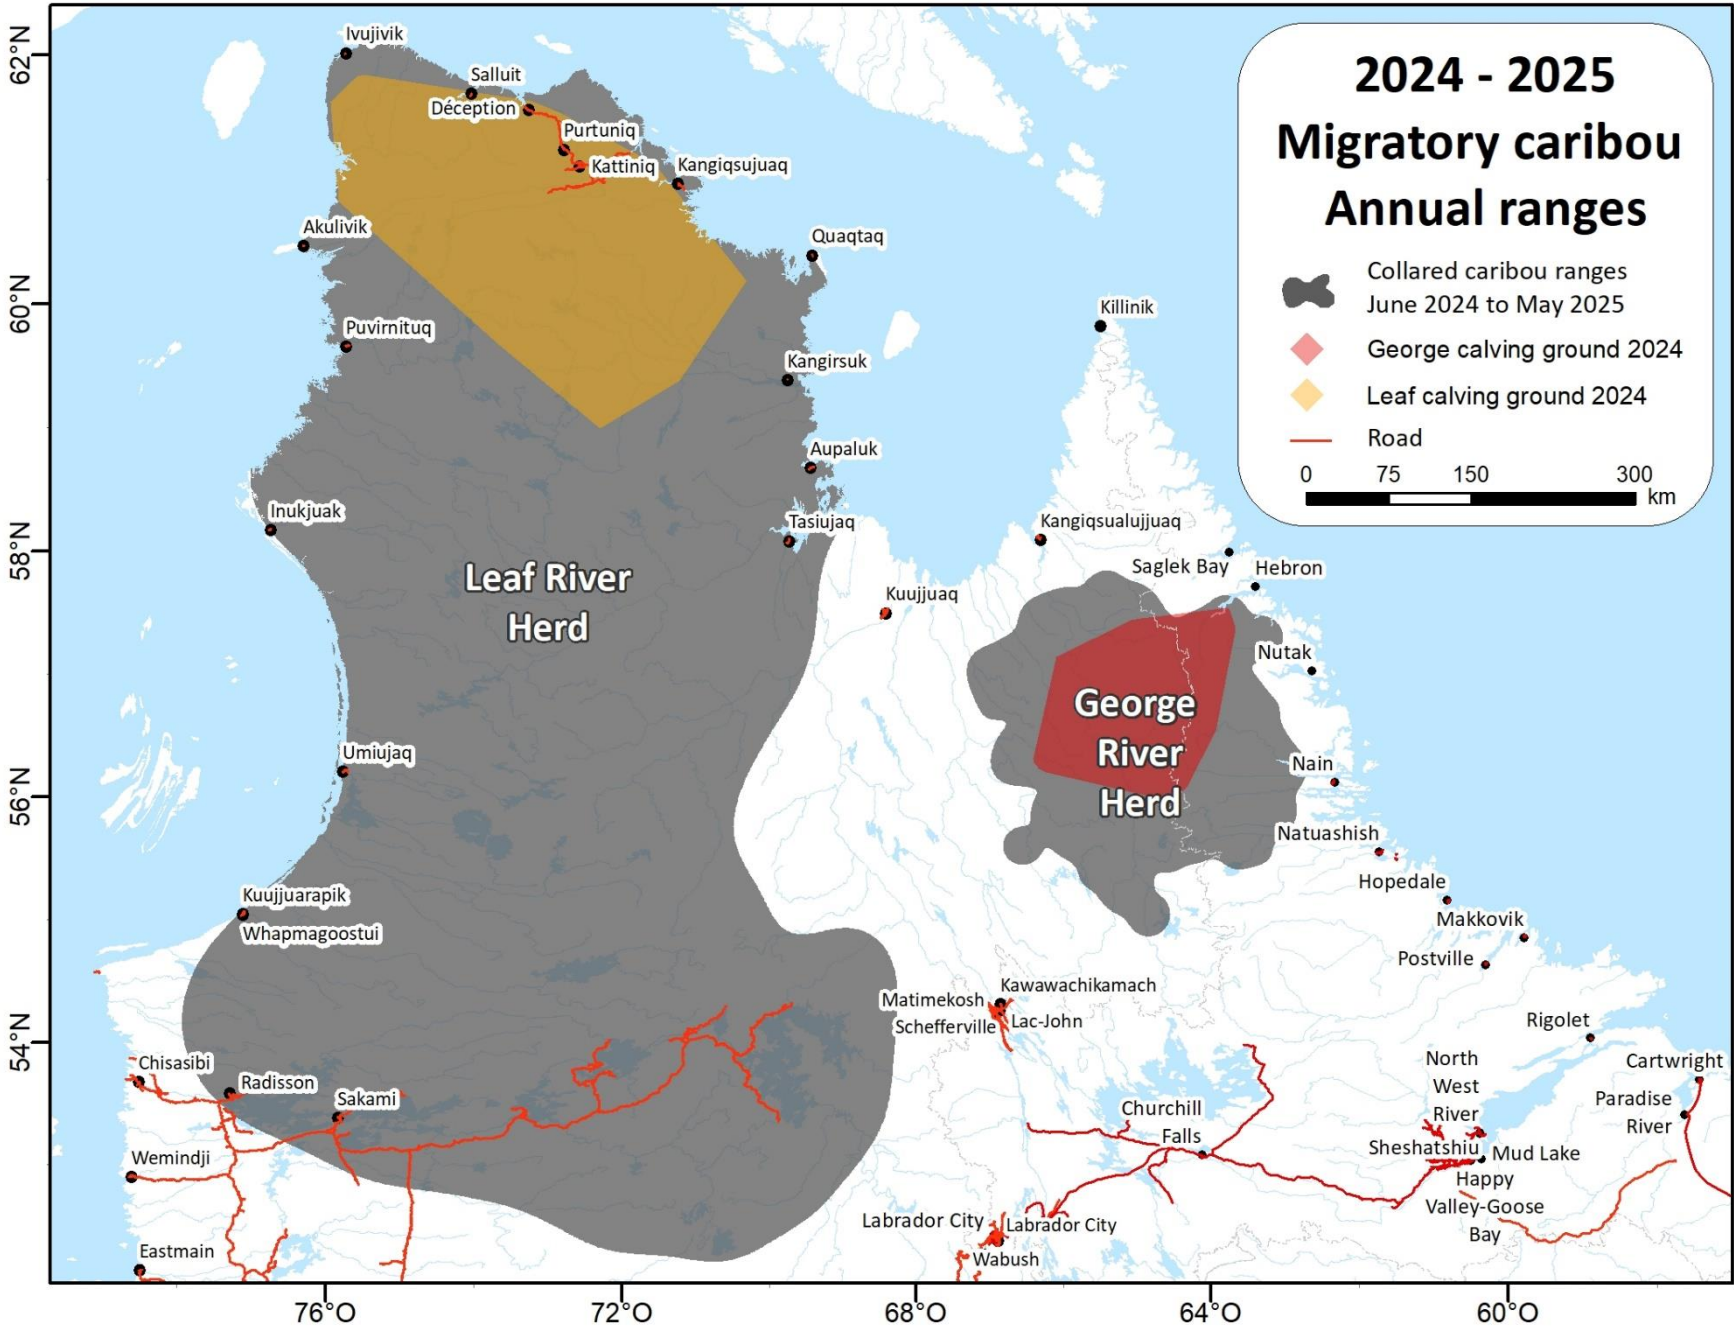 2024 - 2025
Migratory caribou
Annual ranges
Collared caribou ranges
June 2024 to May 2025
George calving ground 2024
Leaf calving ground 2024
Road
0 75 150 300
km
62°N
60°N
58°N
56°N
54°N
Ivujivik
Salluit
Déception
Purtuniq
Kattiniq
Kangiqsujuaq
Akulivik
Quaqtaq
Puvirnituq
Killinik
Kangirsuk
Aupaluk
Inukjuak
Tasiujaq
Kangiqsualujjuaq
Saglek Bay
Hebron
Leaf River
Herd
Kuujjuaq
Nutak
George
River
Herd
Umiujaq
Nain
Natuashish
Hopedale
Kuujjuarapik
Whapmagoostui
Makkovik
Postville
Kawawachikamach
Matimekosh
Schefferville
Lac-John
Rigolet
Chisasibi
Radisson
Sakami
North
West
River
Cartwright
Paradise
River
Churchill
Falls
Sheshatshiu
Mud Lake
Happy
Valley-Goose
Bay
Wemindji
Labrador City
Labrador City
Wabush
Eastmain
76°O
72°O
68°O
64°O
60°O